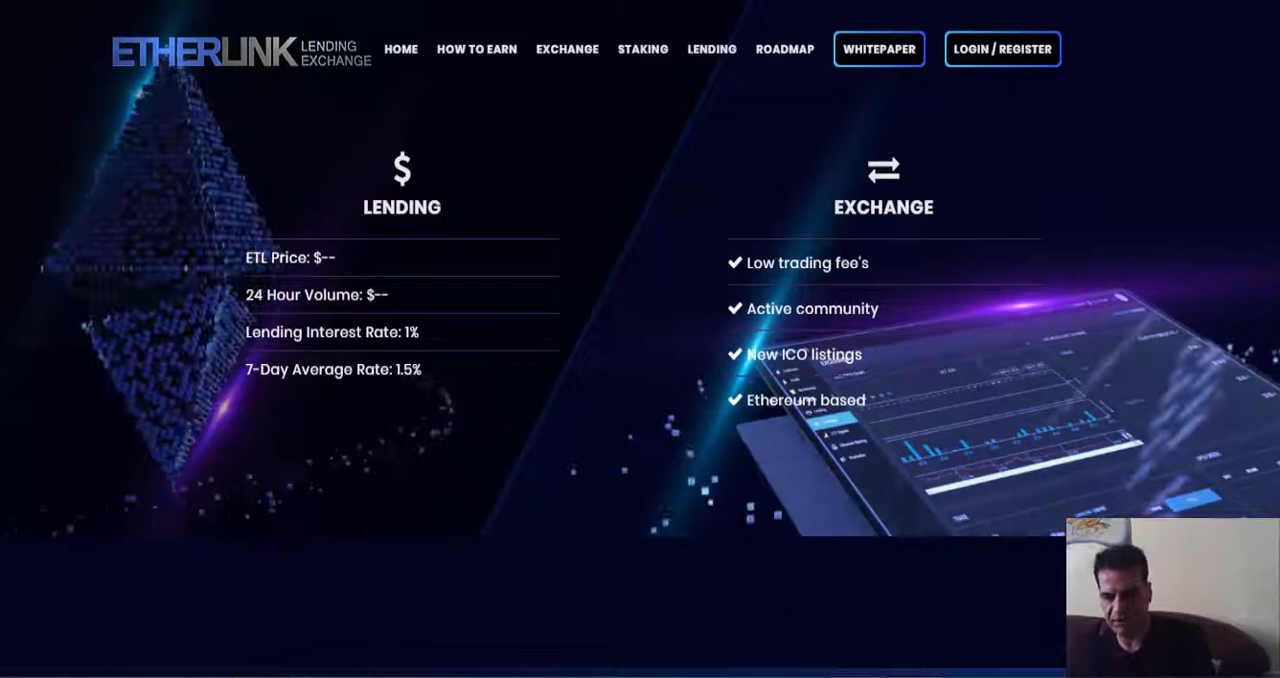 ETHERLINK LENDING EXCHANGE
HOME
HOW TO EARN
EXCHANGE
STAKING
LENDING
ROADMAP
WHITEPAPER
LOGIN / REGISTER
$
LENDING
ETL Price: $--
24 Hour Volume: $--
Lending Interest Rate: 1%
7-Day Average Rate: 1.5%
EXCHANGE
Low trading fee's
Active community
New ICO listings
Ethereum based